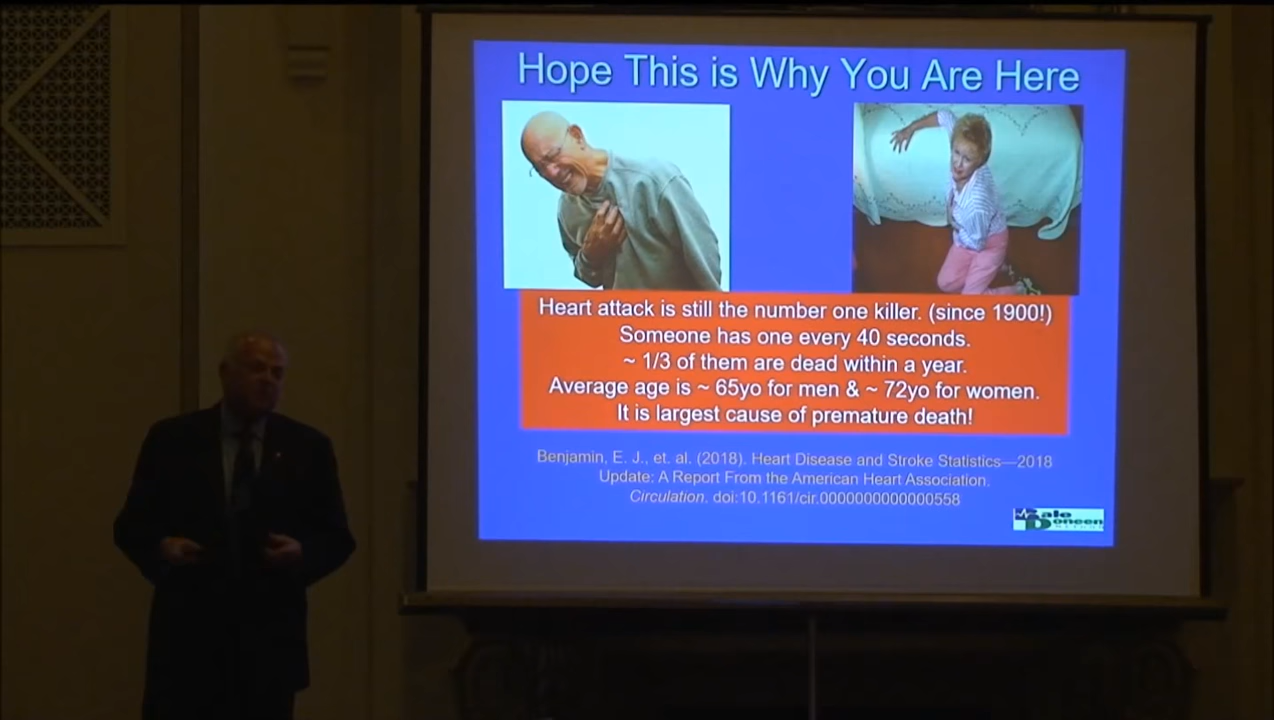 Hope This is Why You Are Here
Heart attack is still the number one killer. (since 1900!)
Someone has one every 40 seconds.
~ 1/3 of them are dead within a year.
Average age is ~ 65yo for men & ~ 72yo for women.
It is largest cause of premature death!
Benjamin, E. J., et. al. (2018). Heart Disease and Stroke Statistics—2018
Update: A Report From the American Heart Association.
Circulation. doi:10.1161/cir.0000000000000558
Bale
Doneen